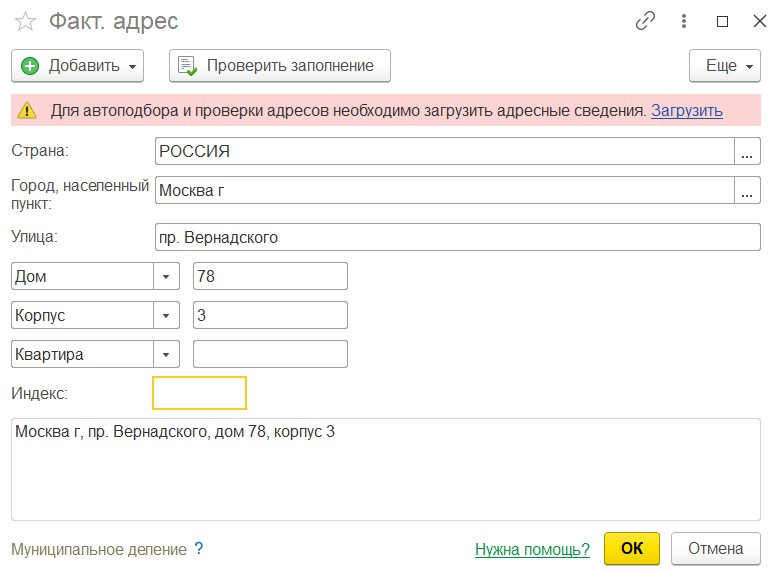 Факт. адрес
Добавить
Проверить заполнение
Еще
Для автоподбора и проверки адресов необходимо загрузить адресные сведения. Загрузить
Страна:
РОССИЯ
...
Город, населенный
пункт:
Москва г
...
Улица:
пр. Вернадского
Дом
78
Корпус
3
Квартира
Индекс:
Москва г, пр. Вернадского, дом 78, корпус 3
Муниципальное деление ?
Нужна помощь?
ОК
Отмена